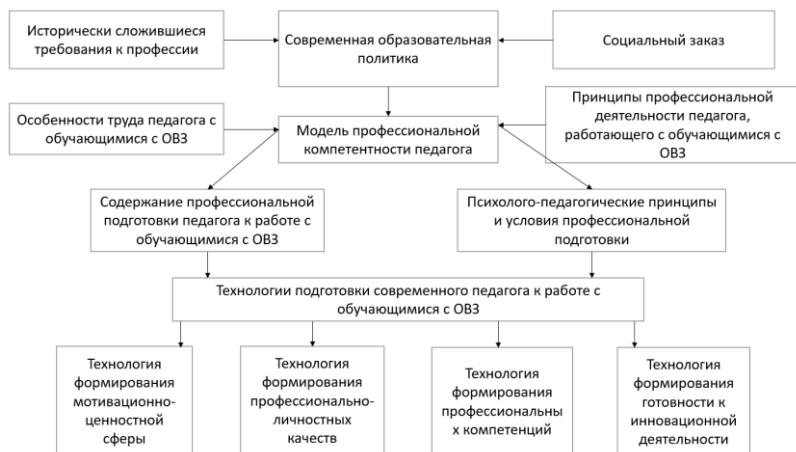 Исторически сложившиеся
требования к профессии
Современная образовательная
политика
Социальный заказ
Особенности труда педагога с
обучающимися с ОВЗ
Модель профессиональной
компетентности педагога
Принципы профессиональной
деятельности педагога,
работающего с обучающимися с
ОВЗ
Содержание профессиональной
подготовки педагога к работе с
обучающимися с ОВЗ
Психолого-педагогические принципы
и условия профессиональной
подготовки
Технологии подготовки современного педагога к работе с
обучающимися с ОВЗ
Технология
формирования
мотивационно-
ценностной
сферы
Технология
формирования
профессионально-
личностных
качеств
Технология
формирования
профессиональны
х компетенций
Технология
формирования
готовности к
инновационной
деятельности